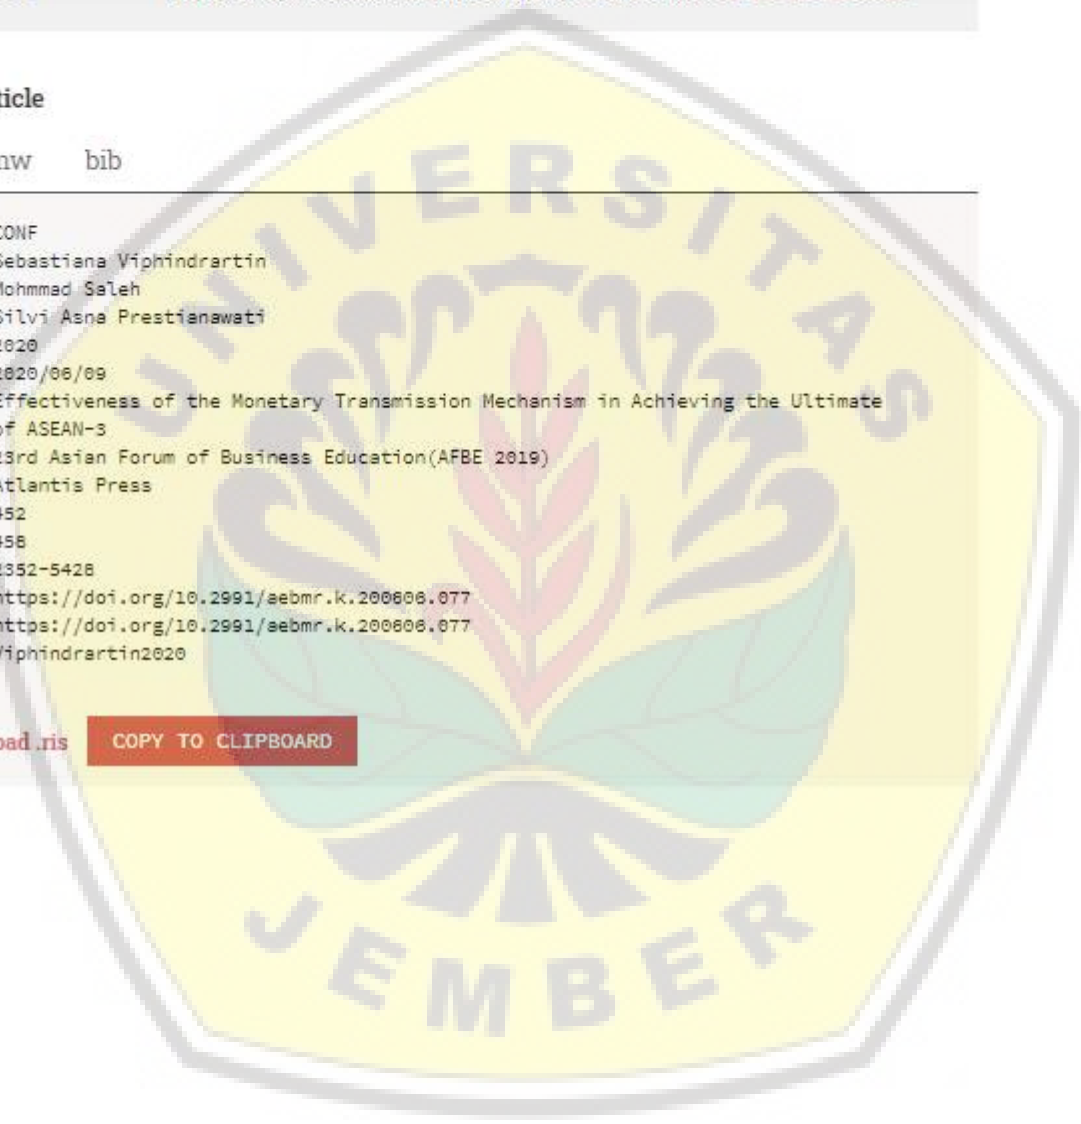 ticle
nw bib
CONF
Sebastiana Viphindrartin
Mohmmad Saleh
Silvi Asna Prestianawati
2020
2020/06/09
Effectiveness of the Monetary Transmission Mechanism in Achieving the Ultimate
of ASEAN-3
23rd Asian Forum of Business Education(AFBE 2019)
Atlantis Press
452
458
2352-5428
https://doi.org/10.2991/aebmr.k.200606.077
https://doi.org/10.2991/aebmr.k.200606.077
Viphindrartin2020
oad .ris COPY TO CLIPBOARD
UNIVERSITAS
JEMBER